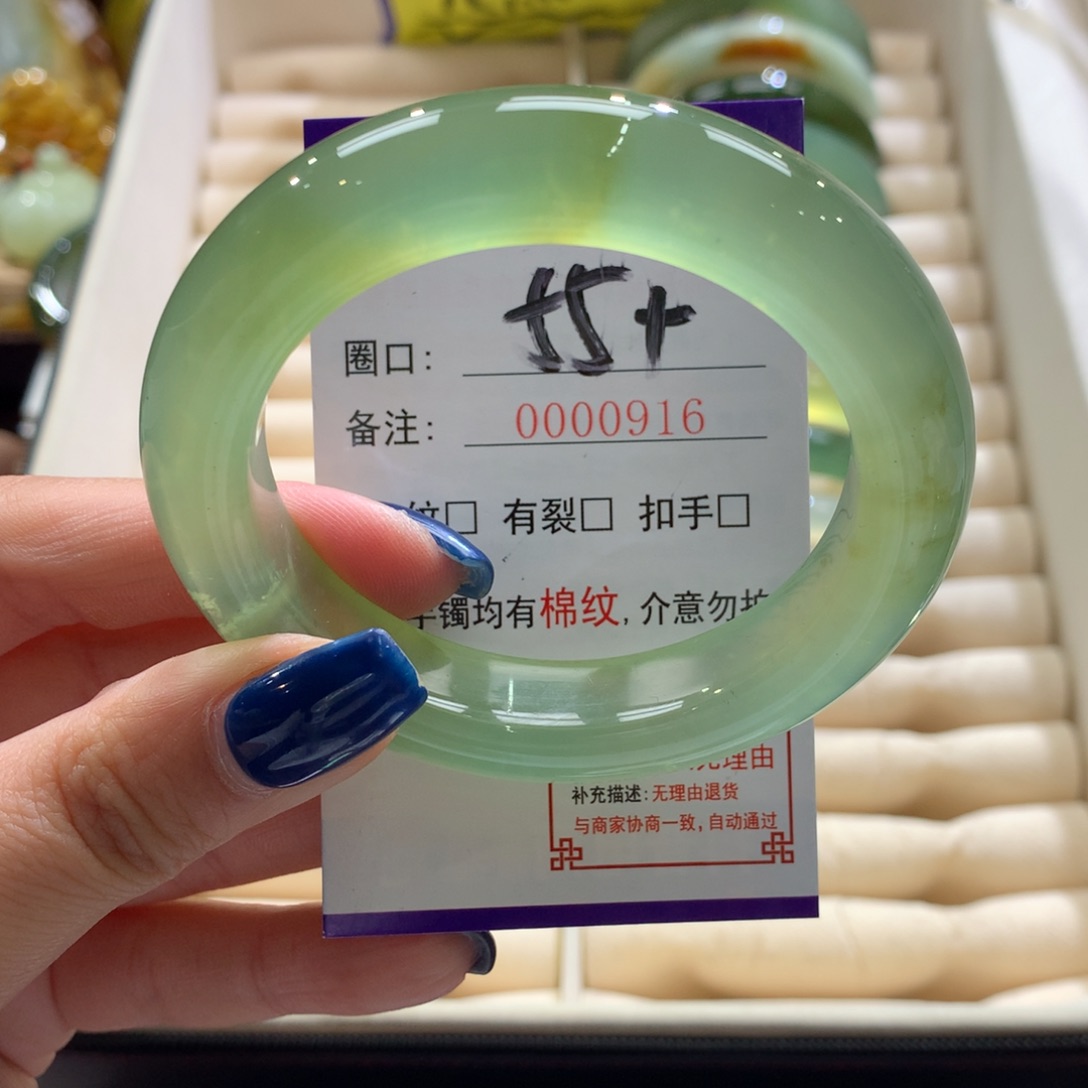 圈口: 55+
备注: 0000916
纹□ 有裂□ 扣手□
镯均有棉纹, 介意勿拍
无理由
补充描述: 无理由退货
与商家协商一致, 自动通过